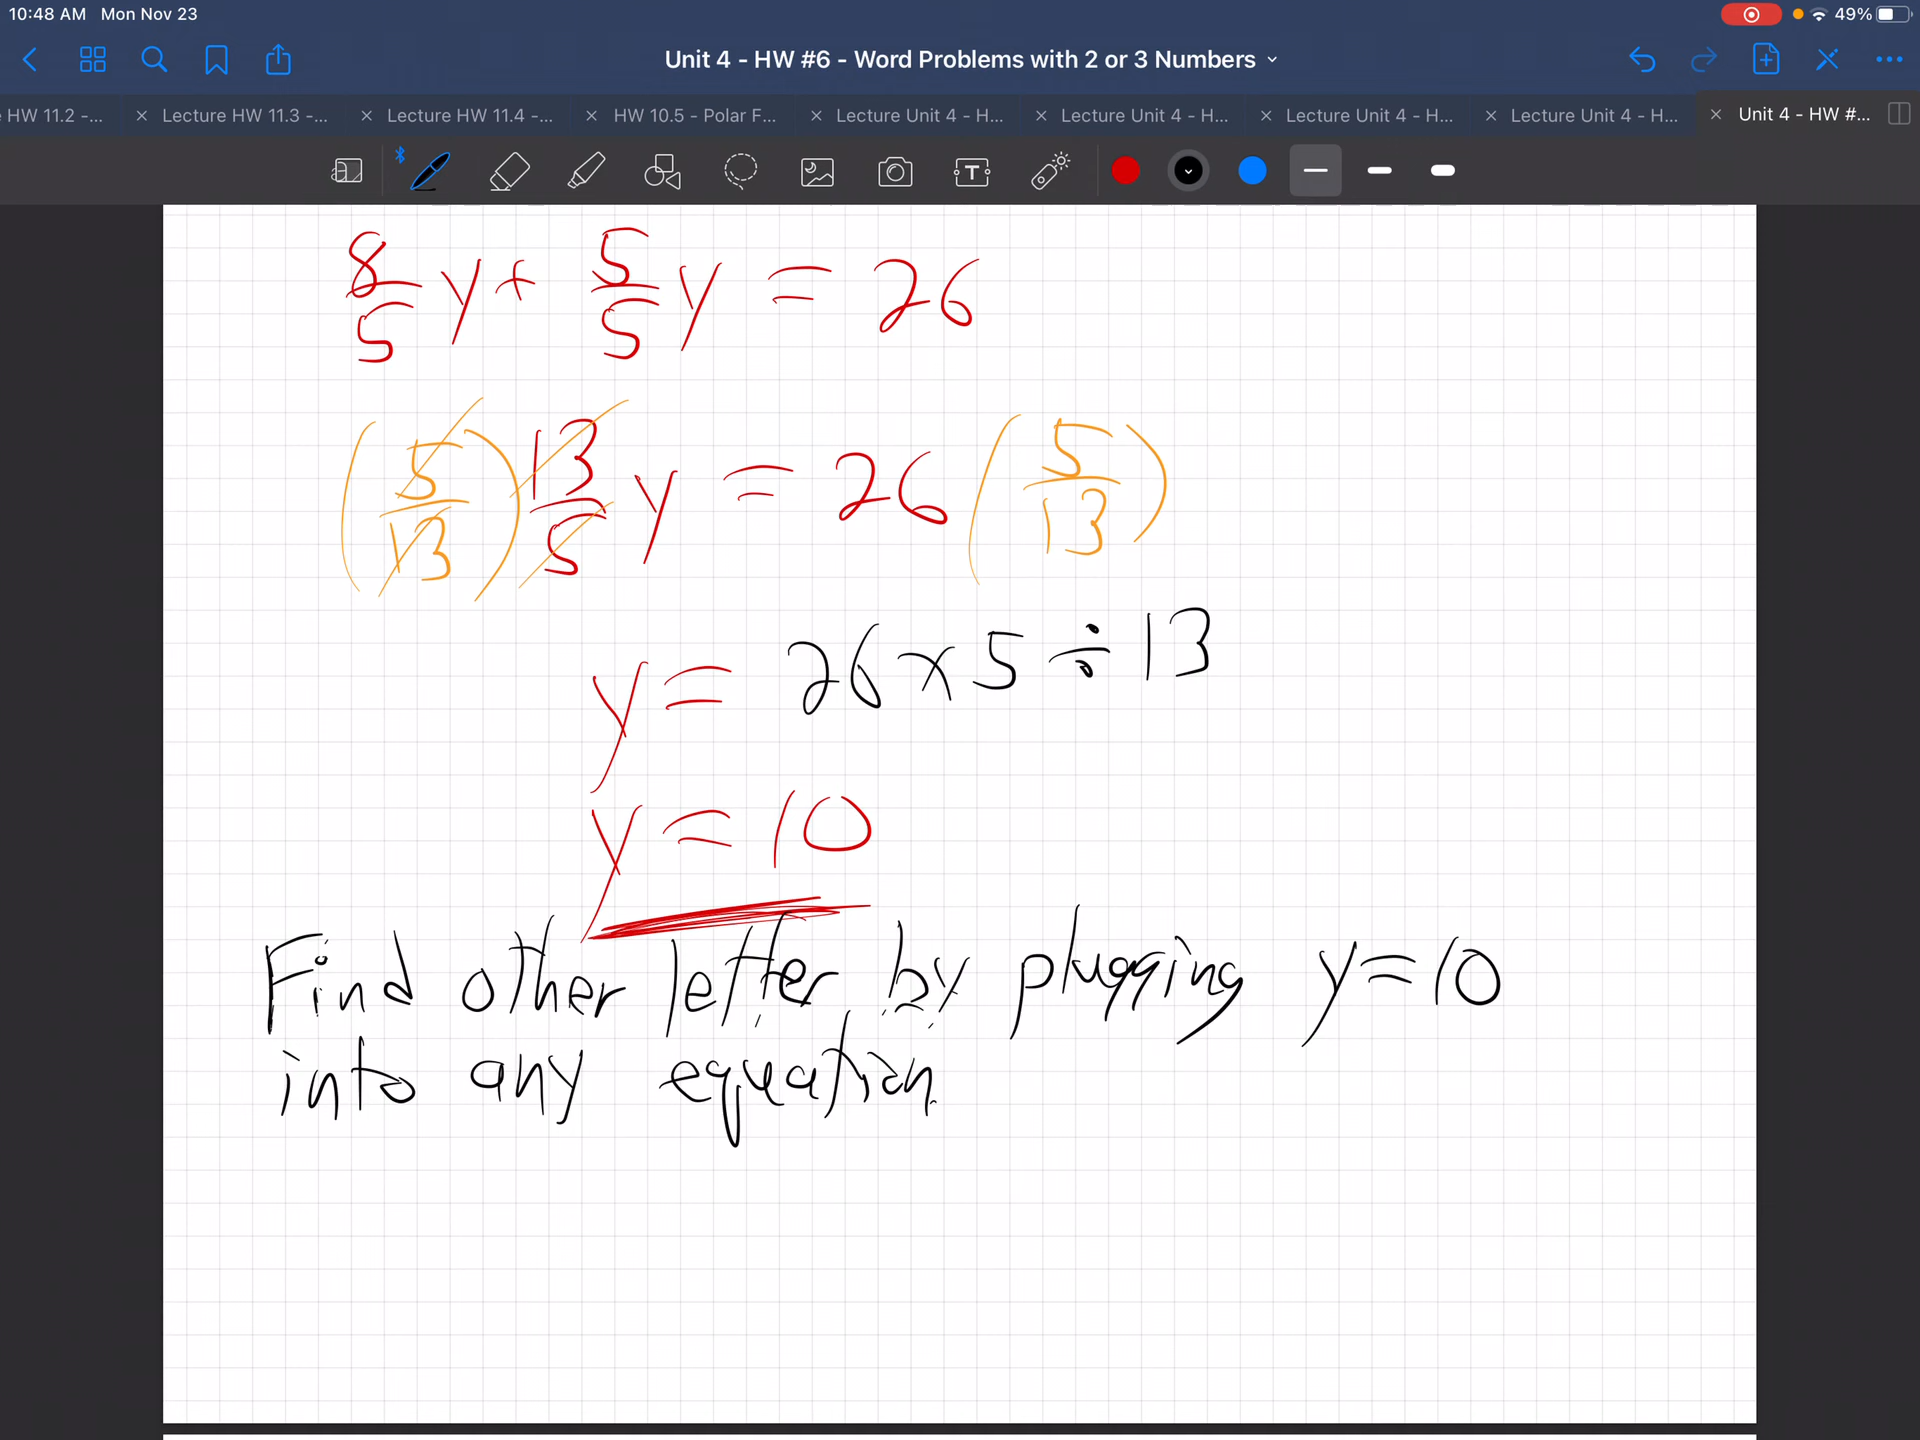 10:48 AM Mon Nov 23
49%
Unit 4 - HW #6 - Word Problems with 2 or 3 Numbers
HW 11.2 -... × Lecture HW 11.3 -... × Lecture HW 11.4 -... × HW 10.5 - Polar F... × Lecture Unit 4 - H... × Lecture Unit 4 - H... × Lecture Unit 4 - H... × Lecture Unit 4 - H... × Unit 4 - HW #...
T
8/5 y + 5/5 y = 26
(5/13) 13/5 y = 26 (5/13)
y = 26 × 5 ÷ 13
y = 10
Find other letter by plugging y = 10
into any equation.